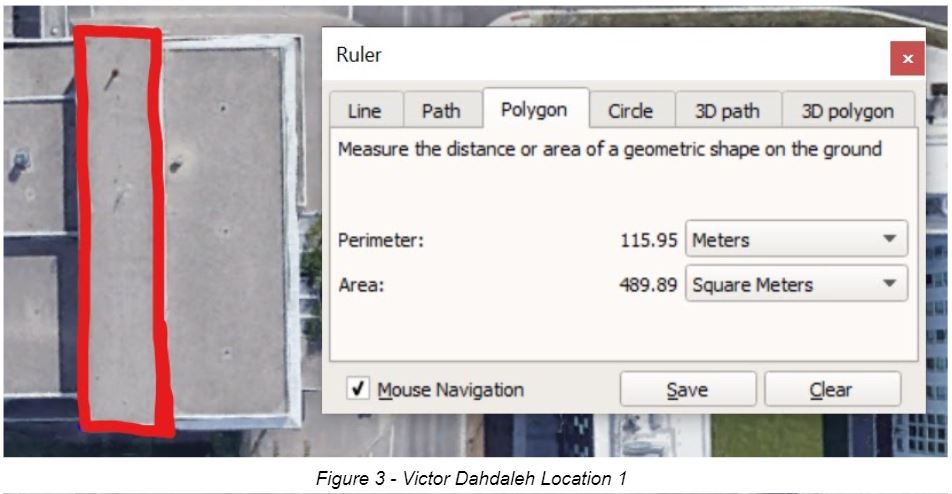 Ruler
x
Line Path Polygon Circle 3D path 3D polygon
Measure the distance or area of a geometric shape on the ground
Perimeter: 115.95 Meters
Area: 489.89 Square Meters
Mouse Navigation Save Clear
Figure 3 - Victor Dahdaleh Location 1